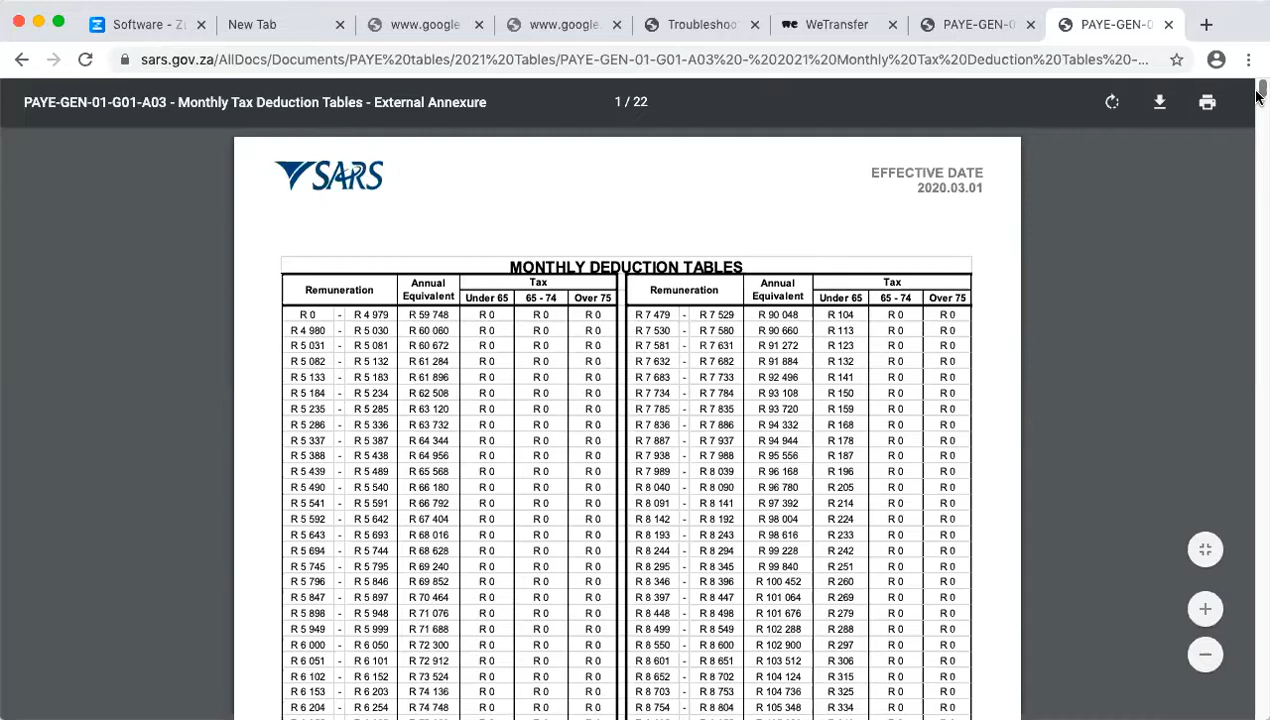 Software - Zo
New Tab
www.google
www.google
Troubleshoo
WeTransfer
PAYE-GEN-0
PAYE-GEN-0
sars.gov.za/AllDocs/Documents/PAYE%20tables/2021%20Tables/PAYE-GEN-01-G01-A03%20-%202021%20Monthly%20Tax%20Deduction%20Tables%20-...
PAYE-GEN-01-G01-A03 - Monthly Tax Deduction Tables - External Annexure 1 / 22
SARS
EFFECTIVE DATE
2020.03.01
MONTHLY DEDUCTION TABLES
Remuneration Annual Equivalent Tax Remuneration Annual Equivalent Tax
Under 65 65 - 74 Over 75 Under 65 65 - 74 Over 75
R 0 - R 4 979 R 59 748 R 0 R 0 R 0 R 7 479 - R 7 529 R 90 048 R 104 R 0 R 0
R 4 980 - R 5 030 R 60 060 R 0 R 0 R 0 R 7 530 - R 7 580 R 90 660 R 113 R 0 R 0
R 5 031 - R 5 081 R 60 672 R 0 R 0 R 0 R 7 581 - R 7 631 R 91 272 R 123 R 0 R 0
R 5 082 - R 5 132 R 61 284 R 0 R 0 R 0 R 7 632 - R 7 682 R 91 884 R 132 R 0 R 0
R 5 133 - R 5 183 R 61 896 R 0 R 0 R 0 R 7 683 - R 7 733 R 92 496 R 141 R 0 R 0
R 5 184 - R 5 234 R 62 508 R 0 R 0 R 0 R 7 734 - R 7 784 R 93 108 R 150 R 0 R 0
R 5 235 - R 5 285 R 63 120 R 0 R 0 R 0 R 7 785 - R 7 835 R 93 720 R 159 R 0 R 0
R 5 286 - R 5 336 R 63 732 R 0 R 0 R 0 R 7 836 - R 7 886 R 94 332 R 168 R 0 R 0
R 5 337 - R 5 387 R 64 344 R 0 R 0 R 0 R 7 887 - R 7 937 R 94 944 R 178 R 0 R 0
R 5 388 - R 5 438 R 64 956 R 0 R 0 R 0 R 7 938 - R 7 988 R 95 556 R 187 R 0 R 0
R 5 439 - R 5 489 R 65 568 R 0 R 0 R 0 R 7 989 - R 8 039 R 96 168 R 196 R 0 R 0
R 5 490 - R 5 540 R 66 180 R 0 R 0 R 0 R 8 040 - R 8 090 R 96 780 R 205 R 0 R 0
R 5 541 - R 5 591 R 66 792 R 0 R 0 R 0 R 8 091 - R 8 141 R 97 392 R 214 R 0 R 0
R 5 592 - R 5 642 R 67 404 R 0 R 0 R 0 R 8 142 - R 8 192 R 98 004 R 224 R 0 R 0
R 5 643 - R 5 693 R 68 016 R 0 R 0 R 0 R 8 193 - R 8 243 R 98 616 R 233 R 0 R 0
R 5 694 - R 5 744 R 68 628 R 0 R 0 R 0 R 8 244 - R 8 294 R 99 228 R 242 R 0 R 0
R 5 745 - R 5 795 R 69 240 R 0 R 0 R 0 R 8 295 - R 8 345 R 99 840 R 251 R 0 R 0
R 5 796 - R 5 846 R 69 852 R 0 R 0 R 0 R 8 346 - R 8 396 R 100 452 R 260 R 0 R 0
R 5 847 - R 5 897 R 70 464 R 0 R 0 R 0 R 8 397 - R 8 447 R 101 064 R 269 R 0 R 0
R 5 898 - R 5 948 R 71 076 R 0 R 0 R 0 R 8 448 - R 8 498 R 101 676 R 279 R 0 R 0
R 5 949 - R 5 999 R 71 688 R 0 R 0 R 0 R 8 499 - R 8 549 R 102 288 R 288 R 0 R 0
R 6 000 - R 6 050 R 72 300 R 0 R 0 R 0 R 8 550 - R 8 600 R 102 900 R 297 R 0 R 0
R 6 051 - R 6 101 R 72 912 R 0 R 0 R 0 R 8 601 - R 8 651 R 103 512 R 306 R 0 R 0
R 6 102 - R 6 152 R 73 524 R 0 R 0 R 0 R 8 652 - R 8 702 R 104 124 R 315 R 0 R 0
R 6 153 - R 6 203 R 74 136 R 0 R 0 R 0 R 8 703 - R 8 753 R 104 736 R 325 R 0 R 0
R 6 204 - R 6 254 R 74 748 R 0 R 0 R 0 R 8 754 - R 8 804 R 105 348 R 334 R 0 R 0